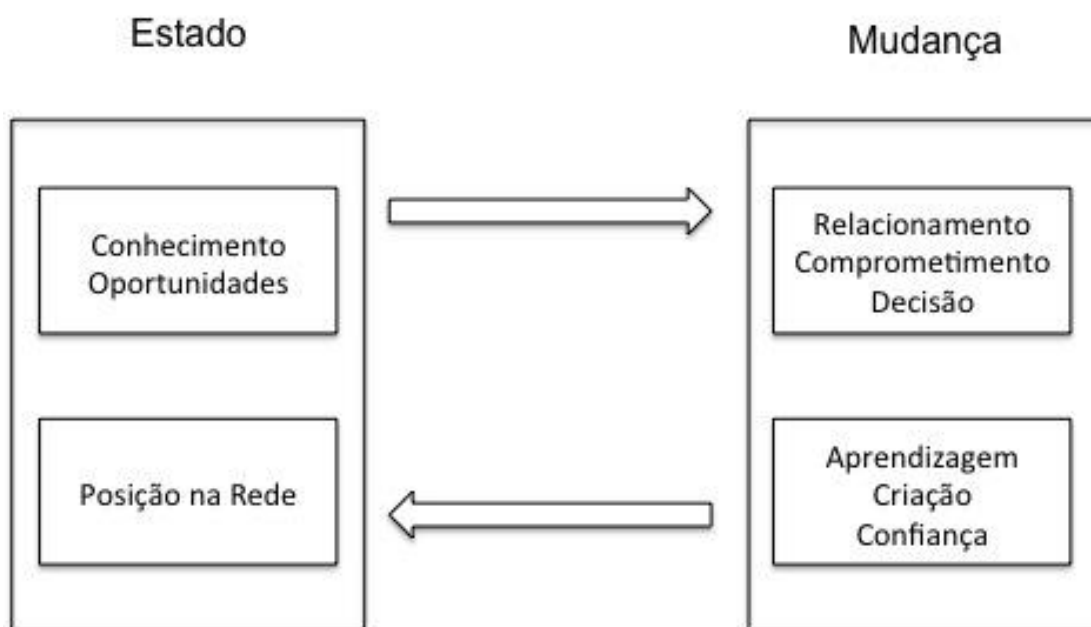 Estado
Mudança
Conhecimento
Oportunidades
Relacionamento
Comprometimento
Decisão
Posição na Rede
Aprendizagem
Criação
Confiança